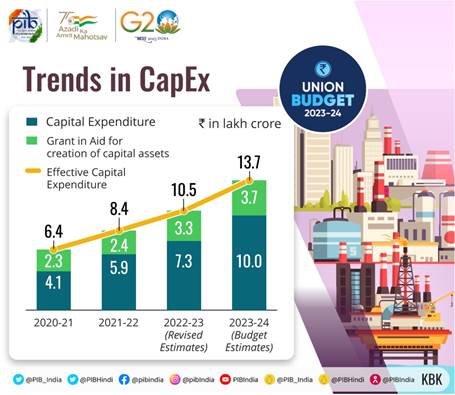 pib
75
Azadi Ka
Amrit Mahotsav
G20
Trends in CapEx
₹
UNION
BUDGET
2023-24
Capital Expenditure
₹ in lakh crore
Grant in Aid for
creation of capital assets
Effective Capital
Expenditure
6.4
8.4
10.5
13.7
2.3
2.4
3.3
3.7
4.1
5.9
7.3
10.0
2020-21
2021-22
2022-23
(Revised
Estimates)
2023-24
(Budget
Estimates)
@PIB_India
@PIBHindi
@pibindia
@pibIndia
PIBIndia
@PIB_India
@PIBHindi
@PIBIndia
KBK